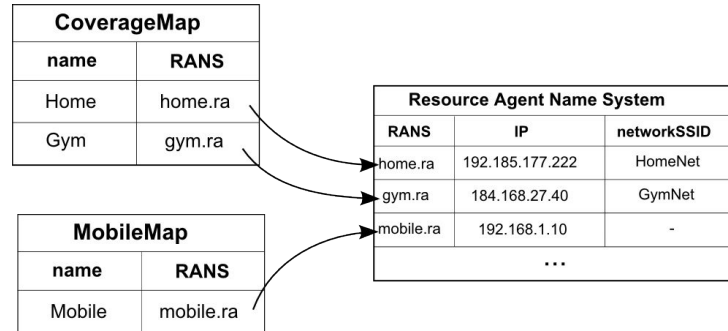 CoverageMap
name RANS
Home home.ra
Gym gym.ra
MobileMap
name RANS
Mobile mobile.ra
Resource Agent Name System
RANS IP networkSSID
home.ra 192.185.177.222 HomeNet
gym.ra 184.168.27.40 GymNet
mobile.ra 192.168.1.10 -
...